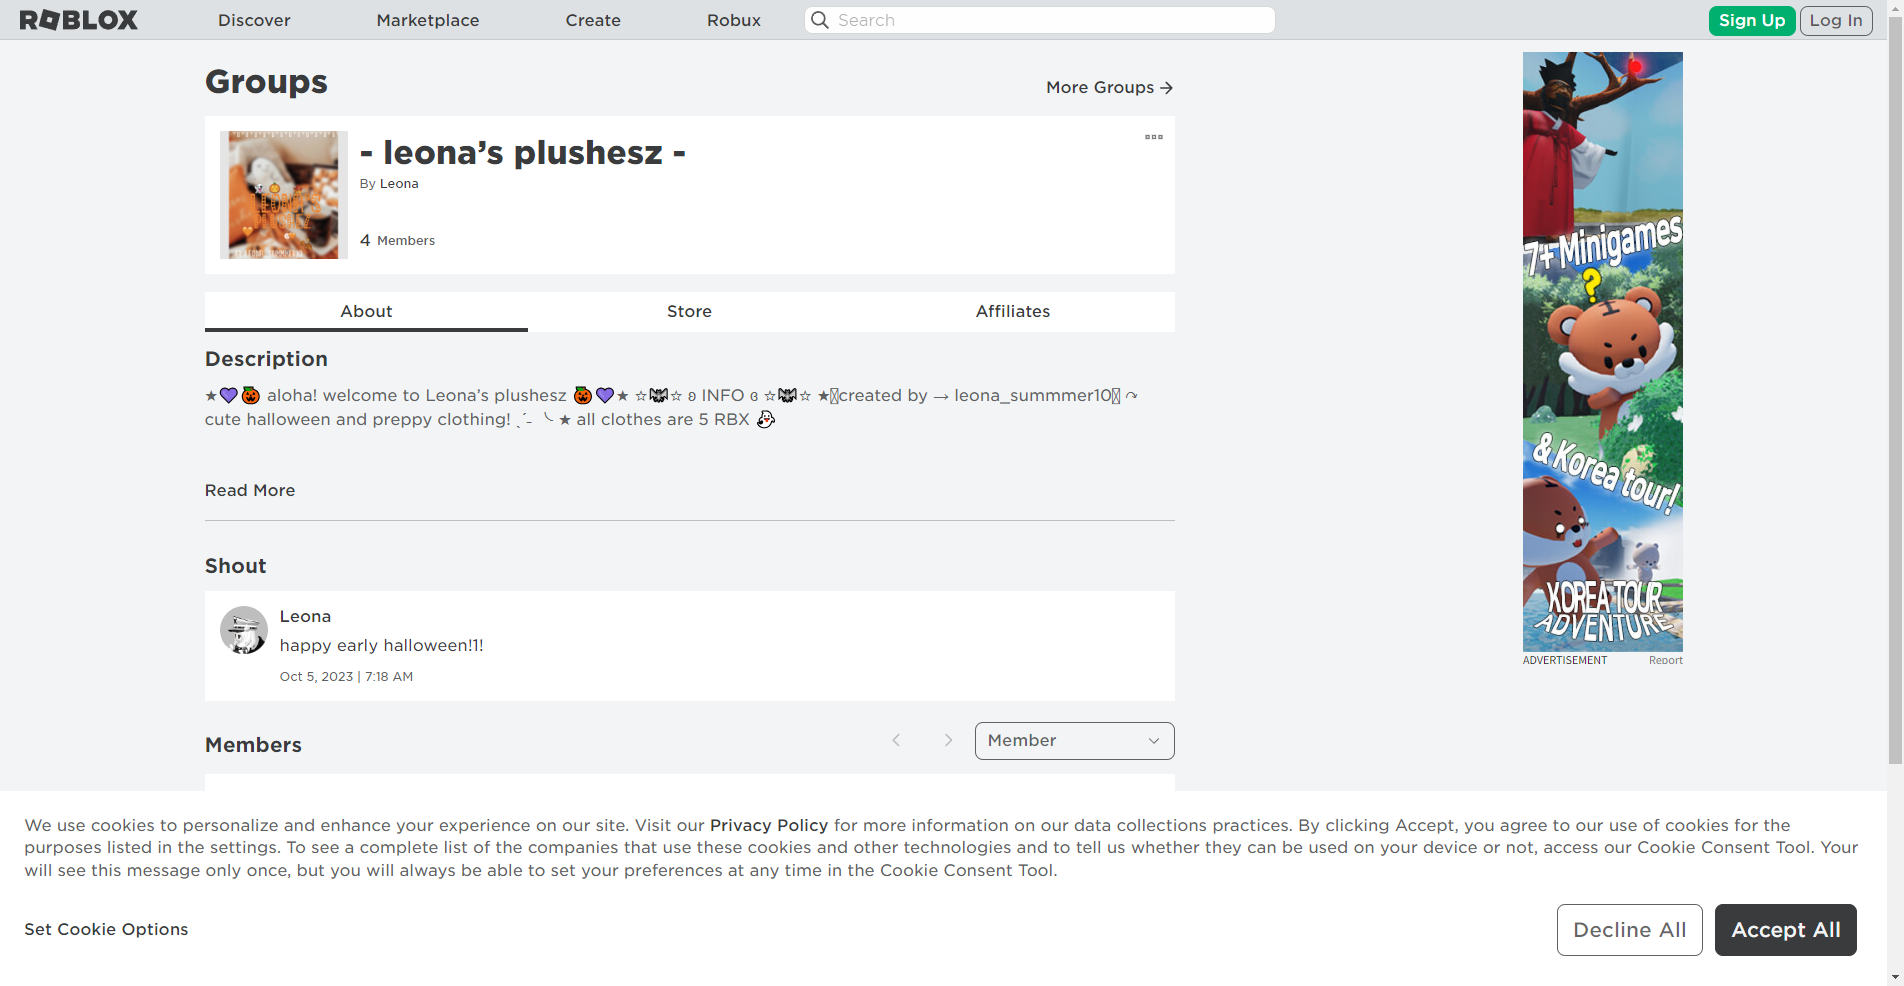 ROBLOX Discover Marketplace Create Robux Search Sign Up Log In
Groups
More Groups →
- leona’s plushesz -
By Leona
4 Members
About Store Affiliates
Description
★💜🎃 aloha! welcome to Leona’s plushesz 🎃💜★ ☆🦇☆ ʚ INFO ɞ ☆🦇☆ ★created by → leona_summmer10 ↷
cute halloween and preppy clothing! ˎˊ˗ ╰ ★ all clothes are 5 RBX 👻
Read More
Shout
Leona
happy early halloween!1!
Oct 5, 2023 | 7:18 AM
Members
Member
7+ Minigames
?
& Korea tour!
KOREA TOUR
ADVENTURE
ADVERTISEMENT Report
We use cookies to personalize and enhance your experience on our site. Visit our Privacy Policy for more information on our data collections practices. By clicking Accept, you agree to our use of cookies for the
purposes listed in the settings. To see a complete list of the companies that use these cookies and other technologies and to tell us whether they can be used on your device or not, access our Cookie Consent Tool. Your
will see this message only once, but you will always be able to set your preferences at any time in the Cookie Consent Tool.
Set Cookie Options
Decline All
Accept All